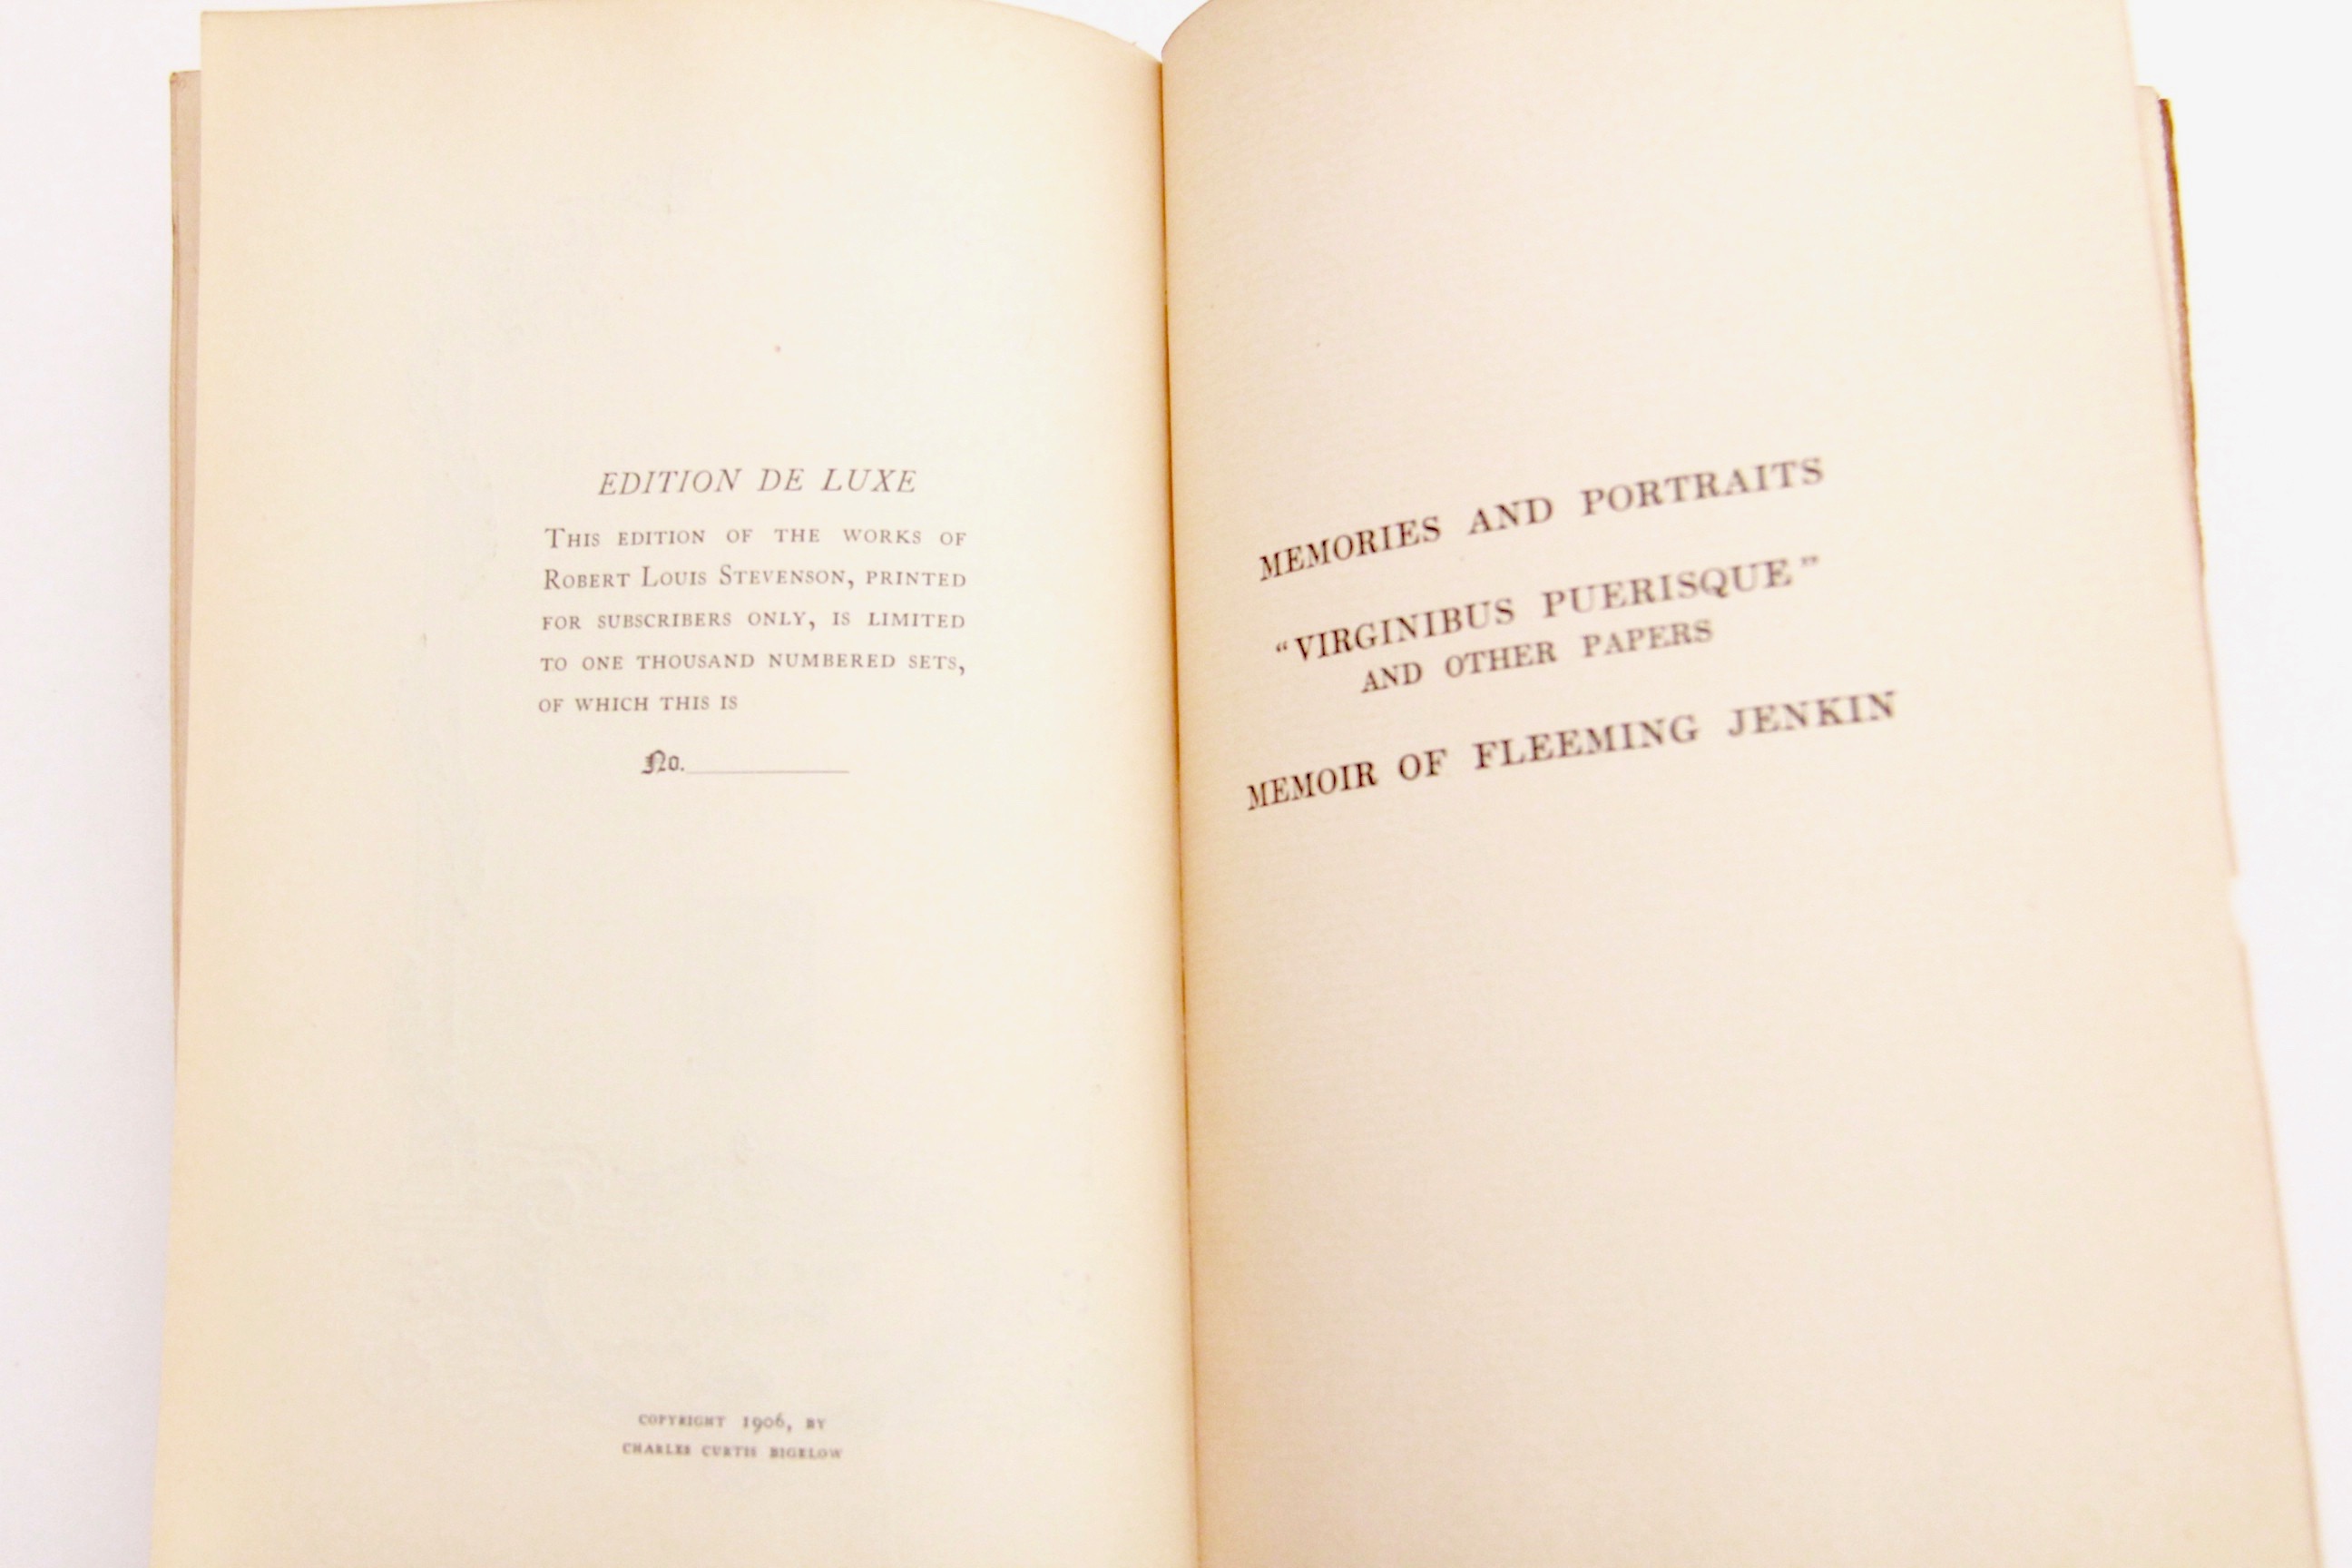 EDITION DE LUXE
THIS EDITION OF THE WORKS OF
ROBERT LOUIS STEVENSON, PRINTED
FOR SUBSCRIBERS ONLY, IS LIMITED
TO ONE THOUSAND NUMBERED SETS,
OF WHICH THIS IS
No.
COPYRIGHT 1906, BY
CHARLES CURTIS BIGELOW
MEMORIES AND PORTRAITS
"VIRGINIBUS PUERISQUE"
AND OTHER PAPERS
MEMOIR OF FLEEMING JENKIN